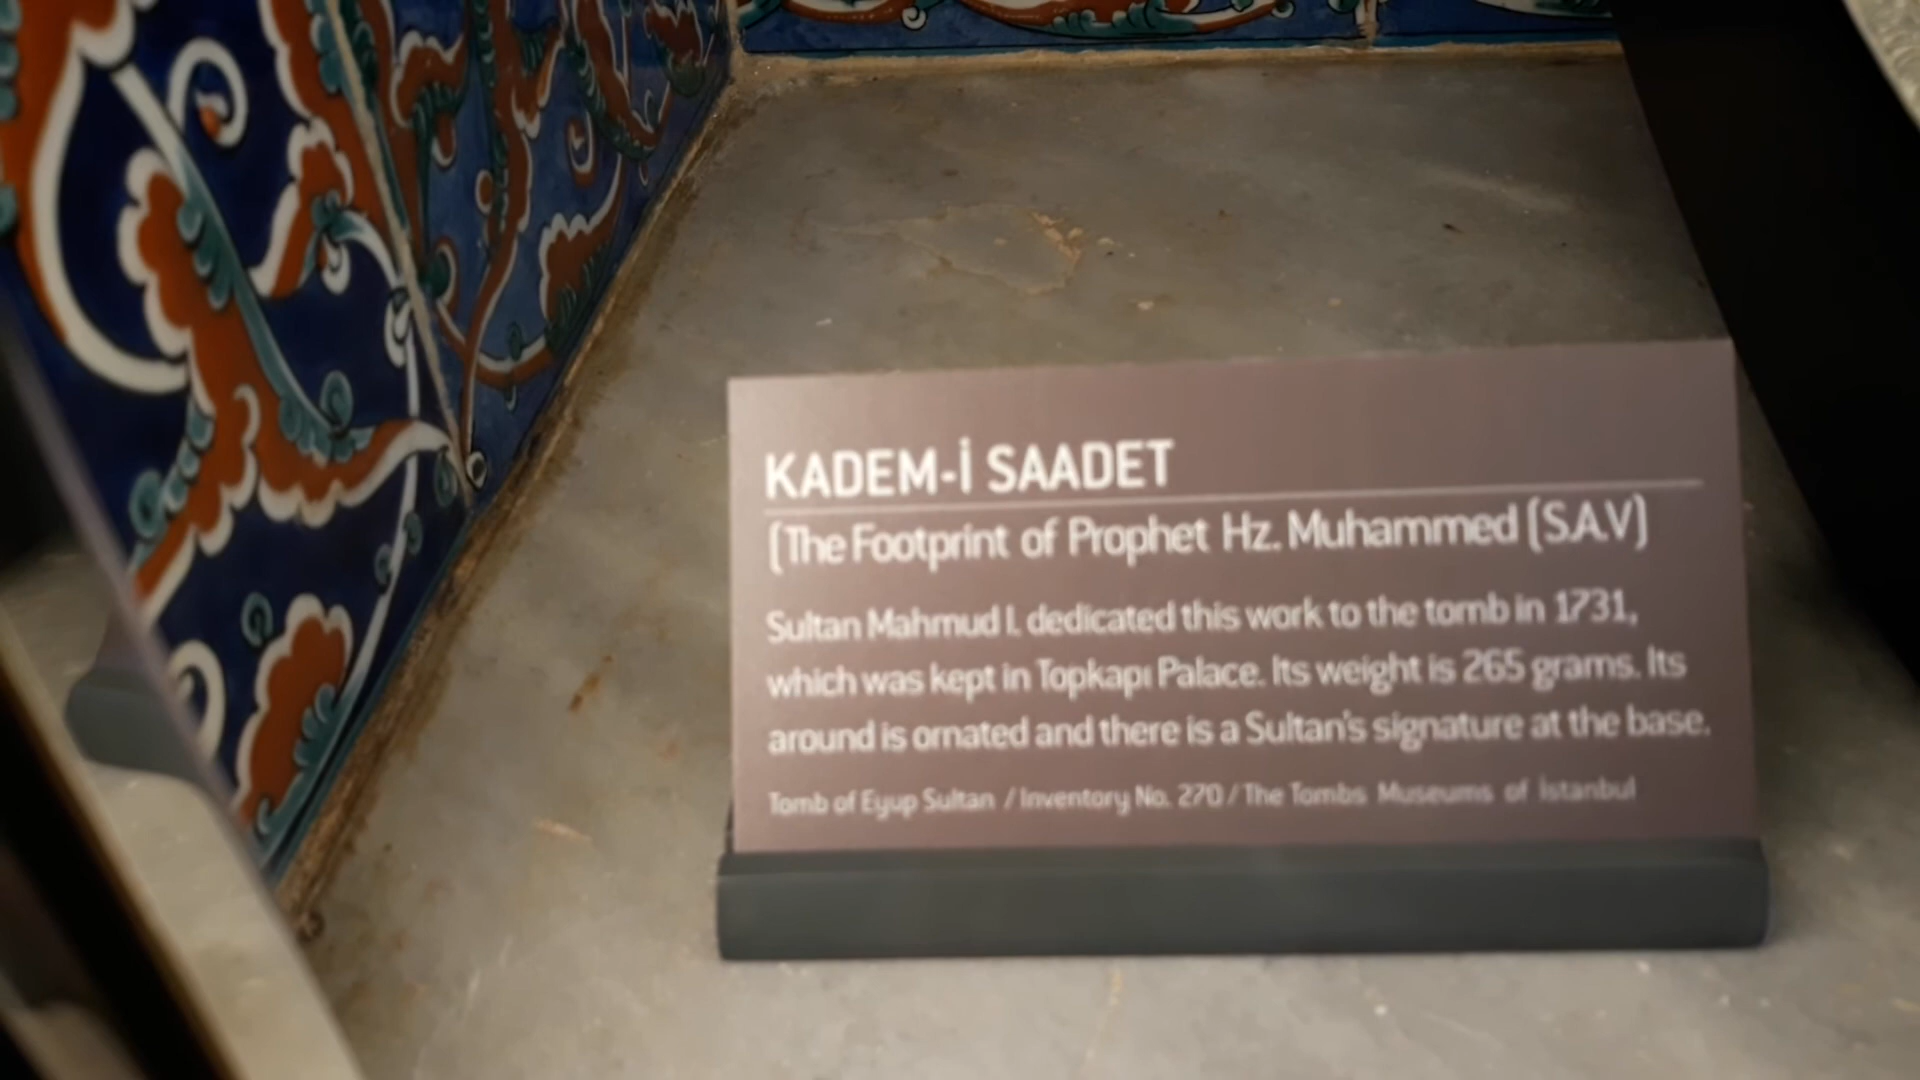 KADEM-İ SAADET
(The Footprint of Prophet Hz. Muhammed (S.A.V)
Sultan Mahmud I. dedicated this work to the tomb in 1731,
which was kept in Topkapı Palace. Its weight is 265 grams. Its
around is ornated and there is a Sultan's signature at the base.
Tomb of Eyup Sultan / Inventory No. 270 / The Tombs Museums of İstanbul